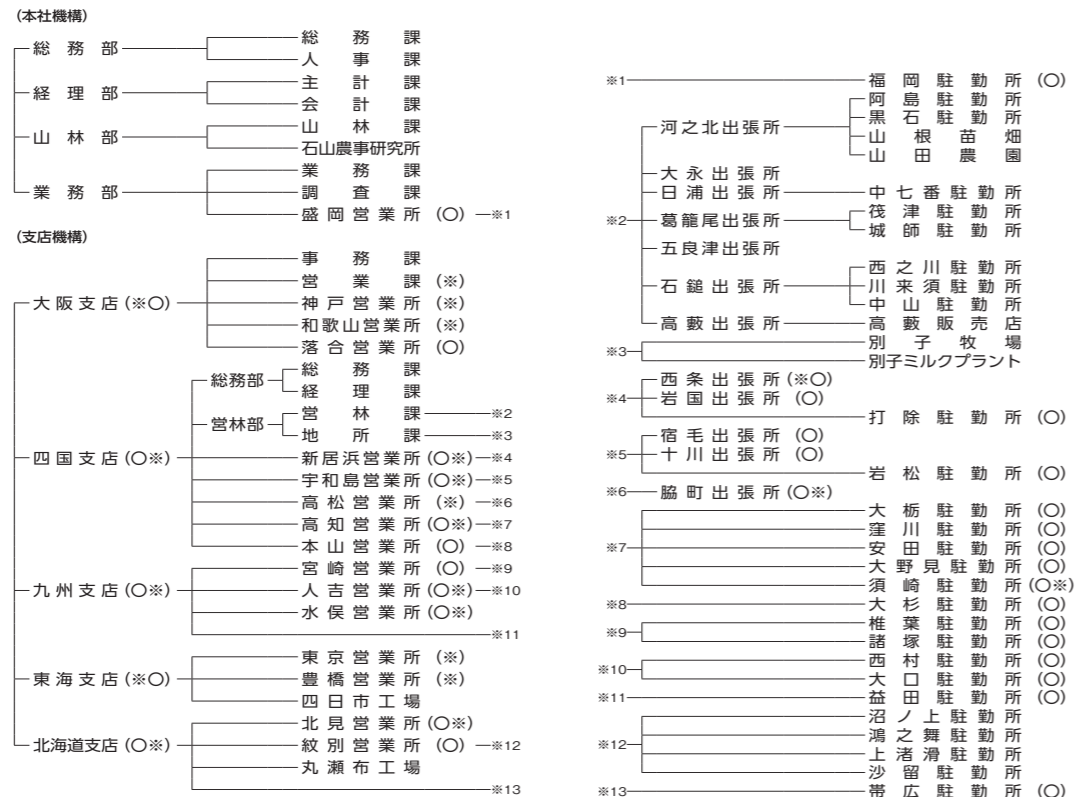 (本社機構)
総務部
総務課
人事課
経理部
主計課
会計課
山林部
山林課
石山農事研究所
業務部
業務課
調査課
盛岡営業所 (〇) ※1
(支店機構)
大阪支店 (※〇)
事務課
営業課 (※)
神戸営業所 (※)
和歌山営業所 (※)
落合営業所 (〇)
四国支店 (〇※)
総務部
総務課
経理課
営林部
営林課 ※2
地所課 ※3
新居浜営業所 (〇※) ※4
宇和島営業所 (〇※) ※5
高松営業所 (※) ※6
高知営業所 (〇※) ※7
本山営業所 (〇) ※8
九州支店 (〇※)
宮崎営業所 (〇) ※9
人吉営業所 (〇※) ※10
水俣営業所 (〇※)
※11
東海支店 (※〇)
東京営業所 (※)
豊橋営業所 (※)
四日市工場
北海道支店 (〇※)
北見営業所 (〇※)
紋別営業所 (〇) ※12
丸瀬布工場
※13
※1 福岡駐勤所 (〇)
※2
河之北出張所
阿島駐勤所
黒石駐勤所
山根苗畑
山田農園
大永出張所
日浦出張所 中七番駐勤所
葛籠尾出張所
筏津駐勤所
城師駐勤所
五良津出張所
石鎚出張所
西之川駐勤所
川来須駐勤所
中山駐勤所
高藪出張所 高藪販売店
※3
別子牧場
別子ミルクプラント
※4
西条出張所 (※〇)
岩国出張所 (〇)
打除駐勤所 (〇)
※5
宿毛出張所 (〇)
十川出張所 (〇)
岩松駐勤所 (〇)
※6 脇町出張所 (〇※)
※7
大栃駐勤所 (〇)
窪川駐勤所 (〇)
安田駐勤所 (〇)
大野見駐勤所 (〇)
須崎駐勤所 (〇※)
※8 大杉駐勤所 (〇)
※9
椎葉駐勤所 (〇)
諸塚駐勤所 (〇)
※10
西村駐勤所 (〇)
大口駐勤所 (〇)
※11 益田駐勤所 (〇)
※12
沼ノ上駐勤所
鴻之舞駐勤所
上渚滑駐勤所
沙留駐勤所
※13 帯広駐勤所 (〇)